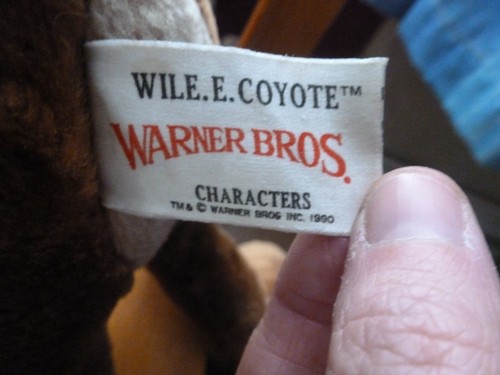 WILE.E.COYOTE™
WARNER BROS.
CHARACTERS
TM & © WARNER BROS INC. 1990